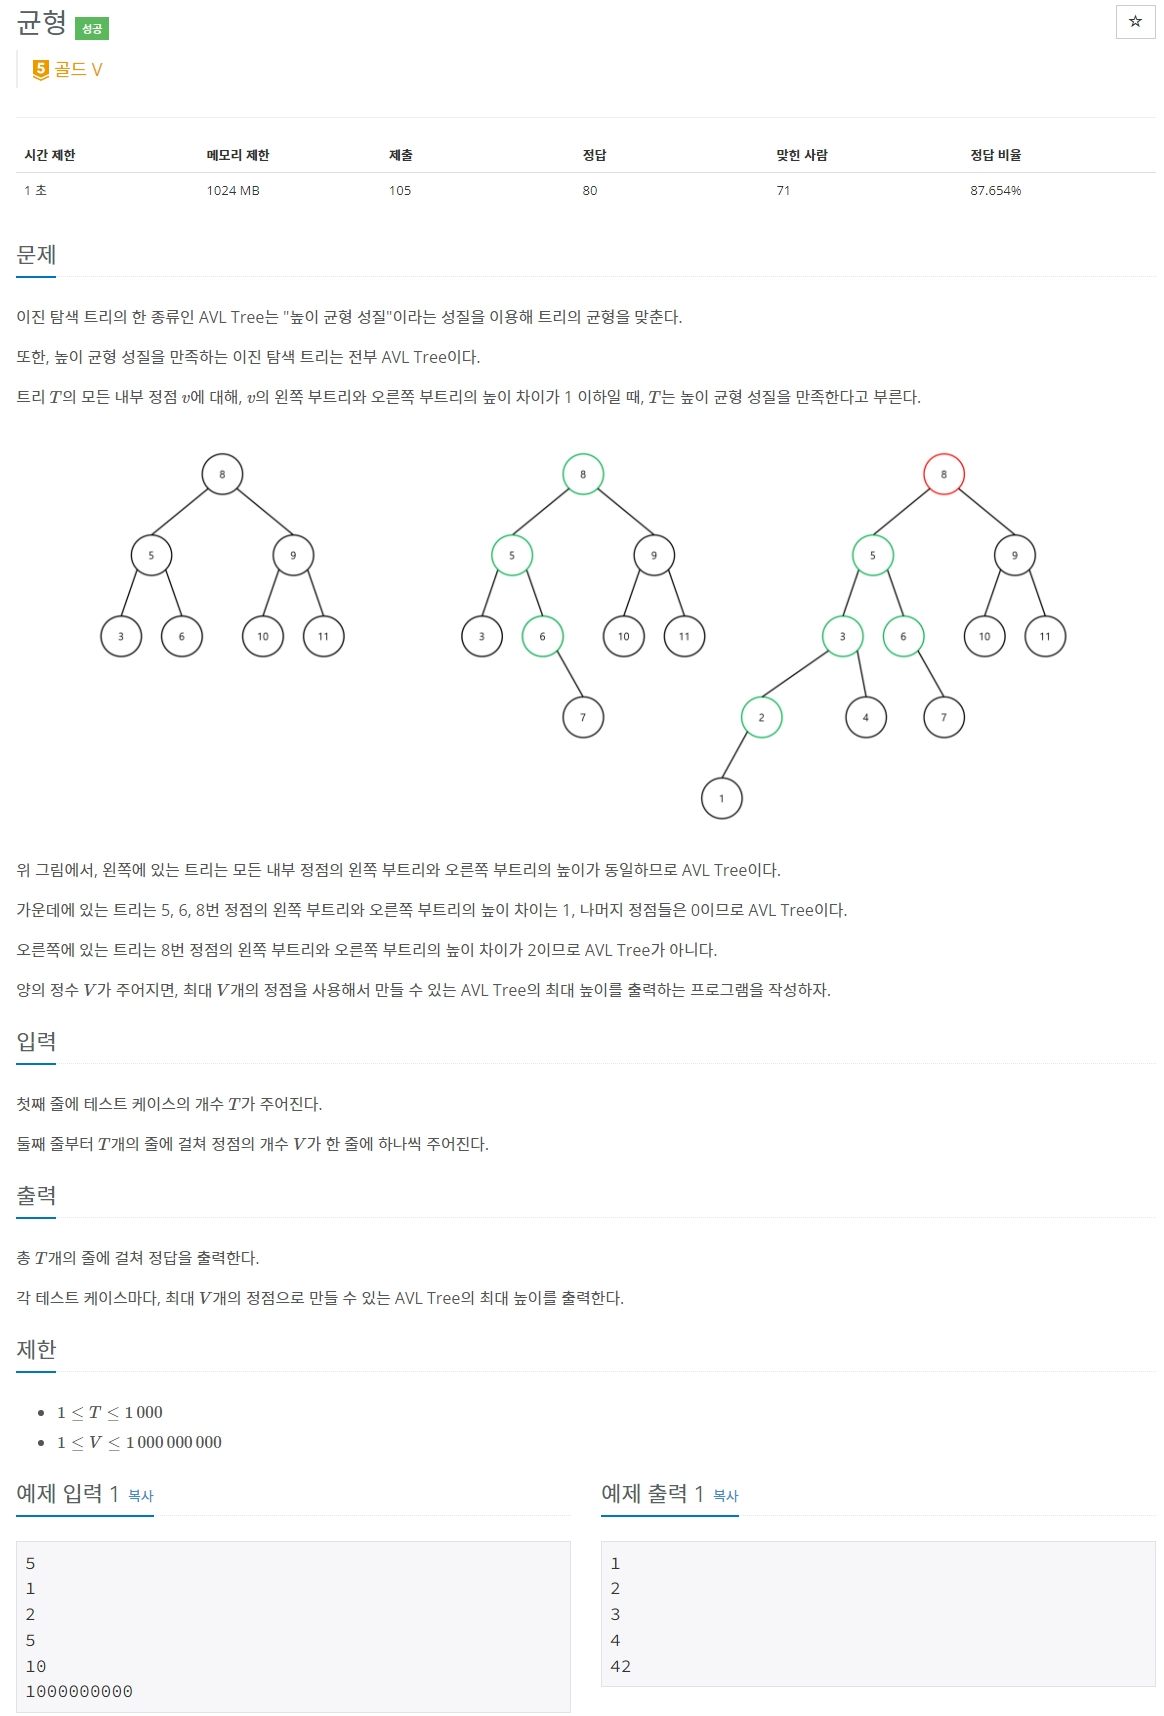 균형 성공
☆
5 골드 V
시간 제한 메모리 제한 제출 정답 맞힌 사람 정답 비율
1 초 1024 MB 105 80 71 87.654%
문제
이진 탐색 트리의 한 종류인 AVL Tree는 "높이 균형 성질"이라는 성질을 이용해 트리의 균형을 맞춘다.
또한, 높이 균형 성질을 만족하는 이진 탐색 트리는 전부 AVL Tree이다.
트리 T의 모든 내부 정점 v에 대해, v의 왼쪽 부트리와 오른쪽 부트리의 높이 차이가 1 이하일 때, T는 높이 균형 성질을 만족한다고 부른다.
8 8 8
5 9 5 9 5 9
3 6 10 11 3 6 10 11 3 6 10 11
7 2 4 7
1
위 그림에서, 왼쪽에 있는 트리는 모든 내부 정점의 왼쪽 부트리와 오른쪽 부트리의 높이가 동일하므로 AVL Tree이다.
가운데에 있는 트리는 5, 6, 8번 정점의 왼쪽 부트리와 오른쪽 부트리의 높이 차이는 1, 나머지 정점들은 0이므로 AVL Tree이다.
오른쪽에 있는 트리는 8번 정점의 왼쪽 부트리와 오른쪽 부트리의 높이 차이가 2이므로 AVL Tree가 아니다.
양의 정수 V가 주어지면, 최대 V개의 정점을 사용해서 만들 수 있는 AVL Tree의 최대 높이를 출력하는 프로그램을 작성하자.
입력
첫째 줄에 테스트 케이스의 개수 T가 주어진다.
둘째 줄부터 T개의 줄에 걸쳐 정점의 개수 V가 한 줄에 하나씩 주어진다.
출력
총 T개의 줄에 걸쳐 정답을 출력한다.
각 테스트 케이스마다, 최대 V개의 정점으로 만들 수 있는 AVL Tree의 최대 높이를 출력한다.
제한
• 1 ≤ T ≤ 1 000
• 1 ≤ V ≤ 1 000 000 000
예제 입력 1 복사
5
1
2
5
10
1000000000
예제 출력 1 복사
1
2
3
4
42